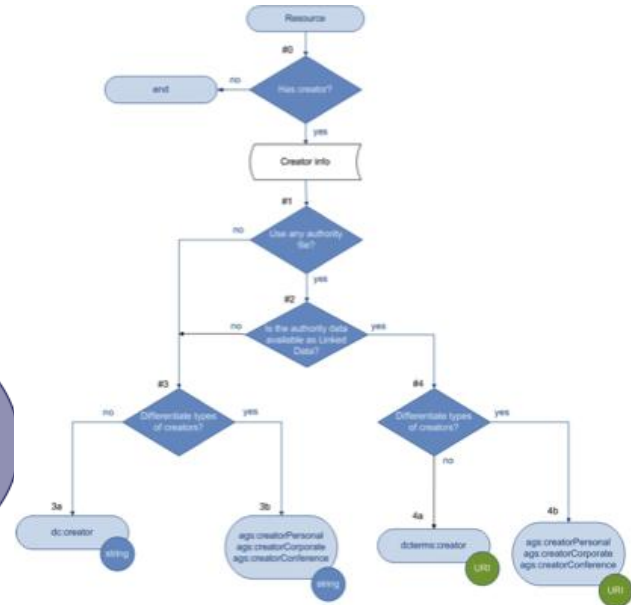 Resource
#0
no
end
Has creator?
yes
Creator info
#1
no
Use any authority
file?
yes
#2
no
Is the authority data
available as Linked
Data?
yes
#3
#4
no
Differentiate types
of creators?
yes
Differentiate types
of creators?
yes
no
3a
3b
4a
4b
dc:creator
string
ags:creatorPersonal
ags:creatorCorporate
ags:creatorConference
string
dcterms:creator
URI
ags:creatorPersonal
ags:creatorCorporate
ags:creatorConference
URI